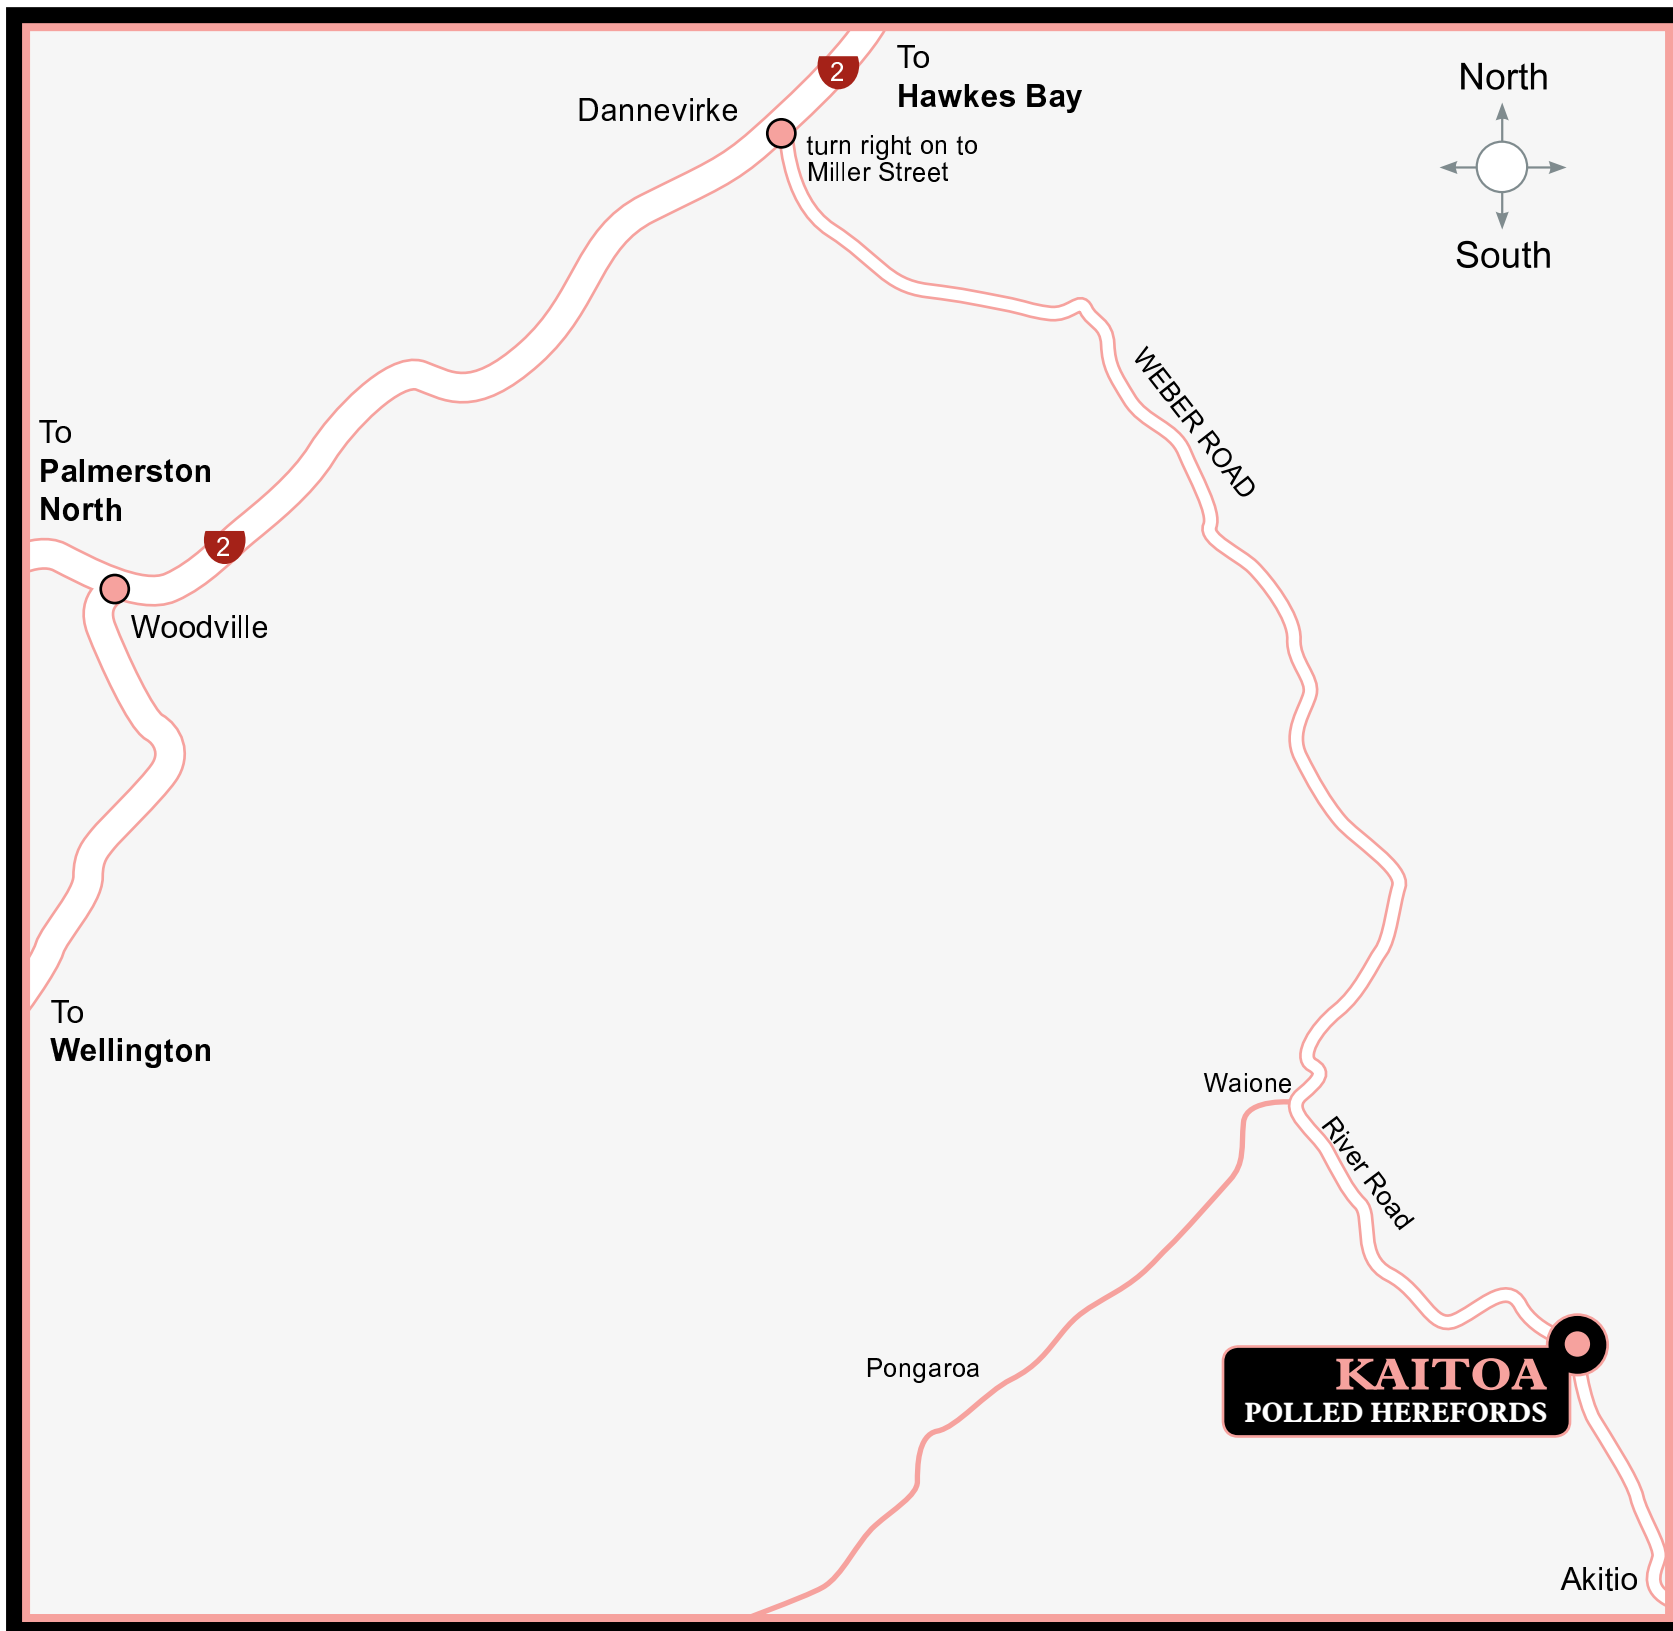 2
To
Hawkes Bay
North
Dannevirke
turn right on to
Miller Street
South
WEBER ROAD
To
Palmerston
North
2
Woodville
To
Wellington
Waione
River Road
Pongaroa
KAITOA
POLLED HEREFORDS
Akitio